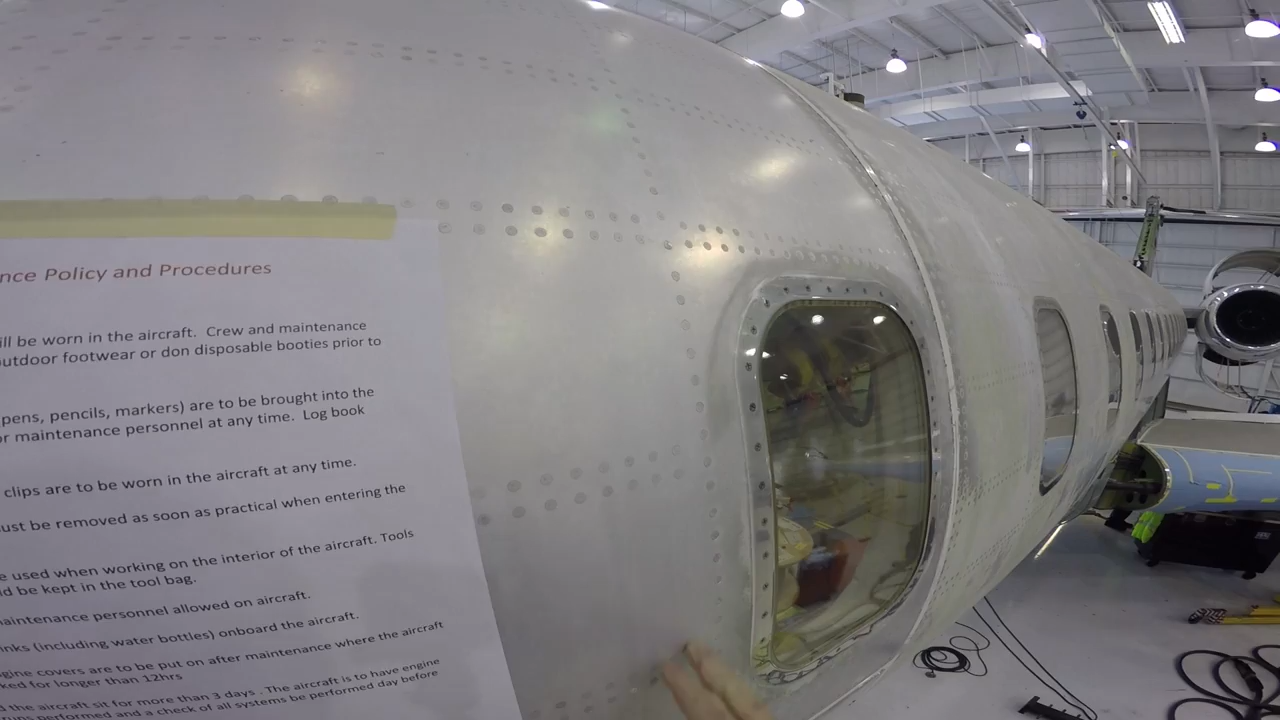 nce Policy and Procedures
ill be worn in the aircraft. Crew and maintenance
outdoor footwear or don disposable booties prior to
pens, pencils, markers) are to be brought into the
or maintenance personnel at any time. Log book
clips are to be worn in the aircraft at any time.
ust be removed as soon as practical when entering the
e used when working on the interior of the aircraft. Tools
ld be kept in the tool bag.
aintenance personnel allowed on aircraft.
inks (including water bottles) onboard the aircraft.
gine covers are to be put on after maintenance where the aircraft
ked for longer than 12hrs
d the aircraft sit for more than 3 days . The aircraft is to have engine
runs performed and a check of all systems be performed day before